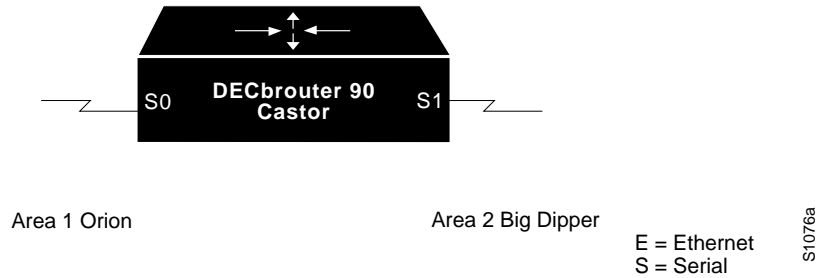 DECbrouter 90
Castor
S0
S1
Area 1 Orion
Area 2 Big Dipper
E = Ethernet
S = Serial
S1076a